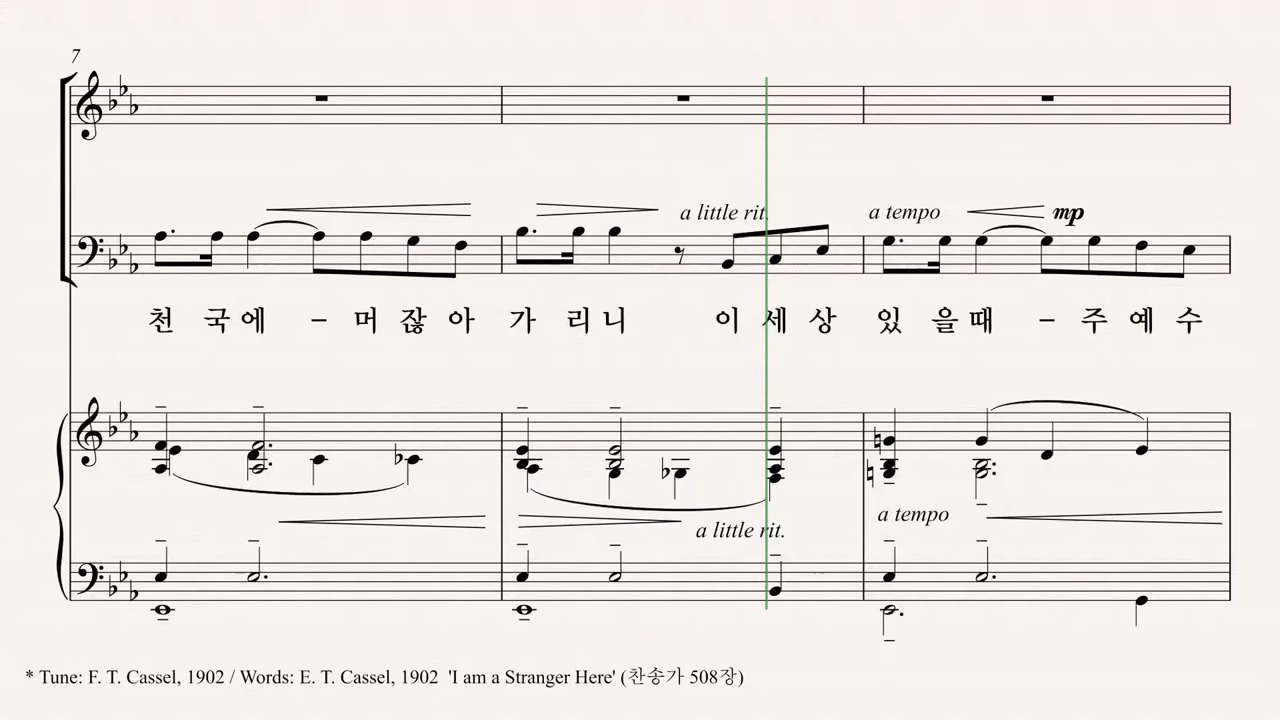 7
a little rit.
a tempo
mp
천 국에 – 머 잖 아 가 리 니 이 세 상 있 을때 – 주 예 수
a tempo
a little rit.
* Tune: F. T. Cassel, 1902 / Words: E. T. Cassel, 1902 'I am a Stranger Here' (찬송가 508장)